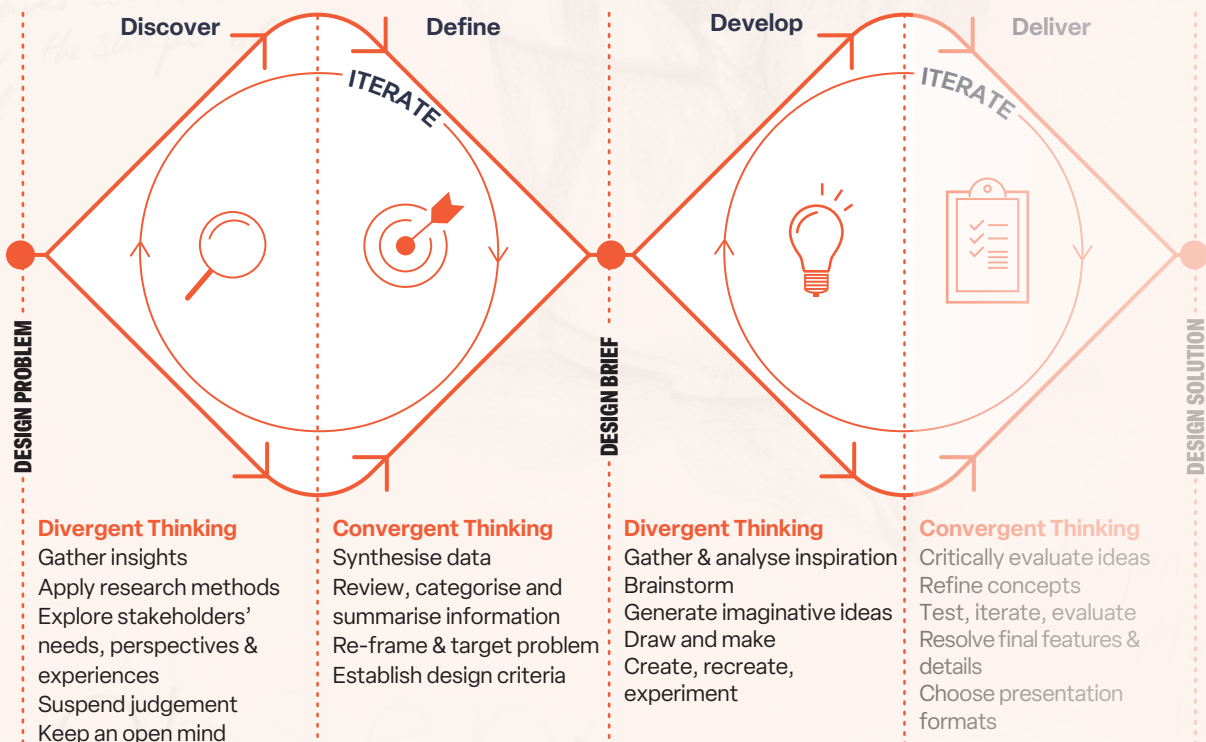 Discover
Define
Develop
Deliver
ITERATE
ITERATE
DESIGN PROBLEM
DESIGN BRIEF
DESIGN SOLUTION
Divergent Thinking
Gather insights
Apply research methods
Explore stakeholders’
needs, perspectives &
experiences
Suspend judgement
Keep an open mind
Convergent Thinking
Synthesise data
Review, categorise and
summarise information
Re-frame & target problem
Establish design criteria
Divergent Thinking
Gather & analyse inspiration
Brainstorm
Generate imaginative ideas
Draw and make
Create, recreate,
experiment
Convergent Thinking
Critically evaluate ideas
Refine concepts
Test, iterate, evaluate
Resolve final features &
details
Choose presentation
formats